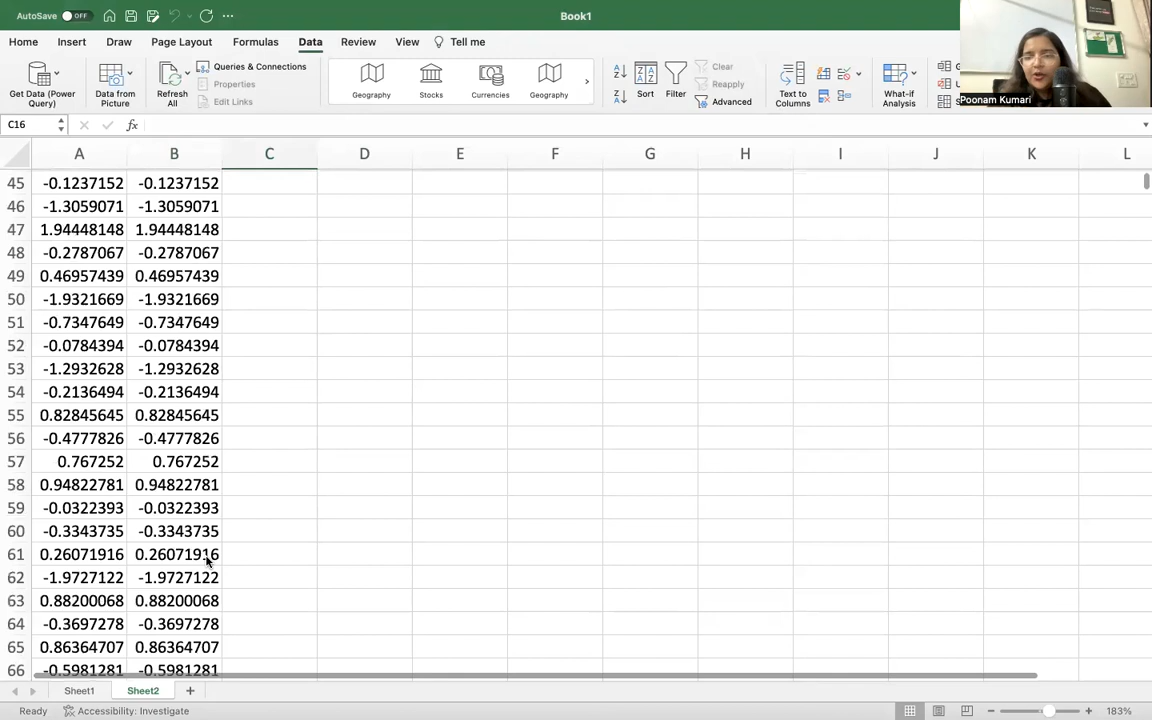 AutoSave OFF Book1
Home Insert Draw Page Layout Formulas Data Review View Tell me
Get Data (Power Query) Data from Picture Refresh All Queries & Connections Properties Edit Links Geography Stocks Currencies Geography Sort Filter Clear Reapply Advanced Text to Columns What-if Analysis
Poonam Kumari
C16 fx
A B C D E F G H I J K L
45 -0.1237152 -0.1237152
46 -1.3059071 -1.3059071
47 1.94448148 1.94448148
48 -0.2787067 -0.2787067
49 0.46957439 0.46957439
50 -1.9321669 -1.9321669
51 -0.7347649 -0.7347649
52 -0.0784394 -0.0784394
53 -1.2932628 -1.2932628
54 -0.2136494 -0.2136494
55 0.82845645 0.82845645
56 -0.4777826 -0.4777826
57 0.767252 0.767252
58 0.94822781 0.94822781
59 -0.0322393 -0.0322393
60 -0.3343735 -0.3343735
61 0.26071916 0.26071916
62 -1.9727122 -1.9727122
63 0.88200068 0.88200068
64 -0.3697278 -0.3697278
65 0.86364707 0.86364707
66 -0.5981281 -0.5981281
Sheet1 Sheet2
Ready Accessibility: Investigate 183%